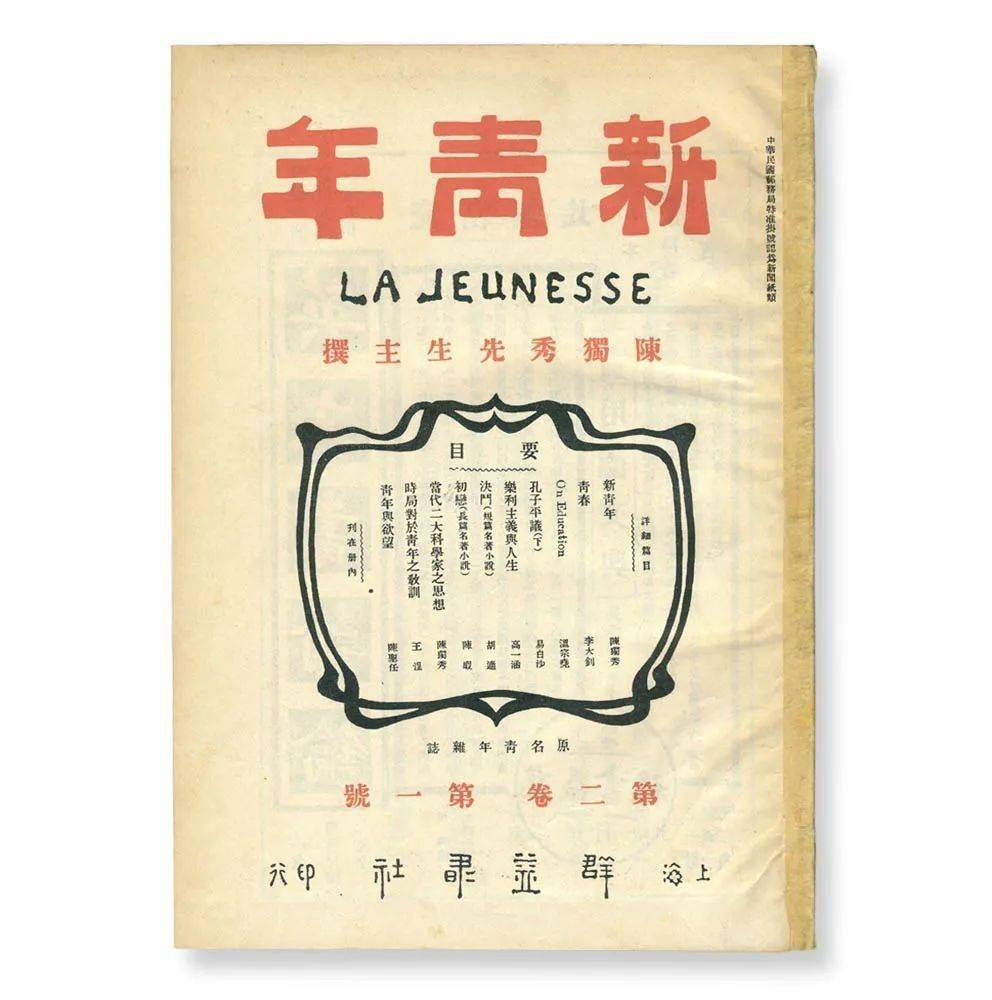 新青年
LA JEUNESSE
陳獨秀先生主撰
中華民國郵務局特准掛號認爲新聞紙類
要目
詳細篇目
新青年 陳獨秀
青春 李大釗
On Education 溫宗堯
孔子平議(下) 易白沙
樂利主義與人生 高一涵
決鬥(短篇名著小說) 胡適
初戀(長篇名著小說) 陳嘏
當代二大科學家之思想 陳獨秀
時局對於青年之教訓 王淫
青年與欲望 陳聖任
刊在册內
原名青年雜誌
第二卷 第一號
上海 群益書社 印行